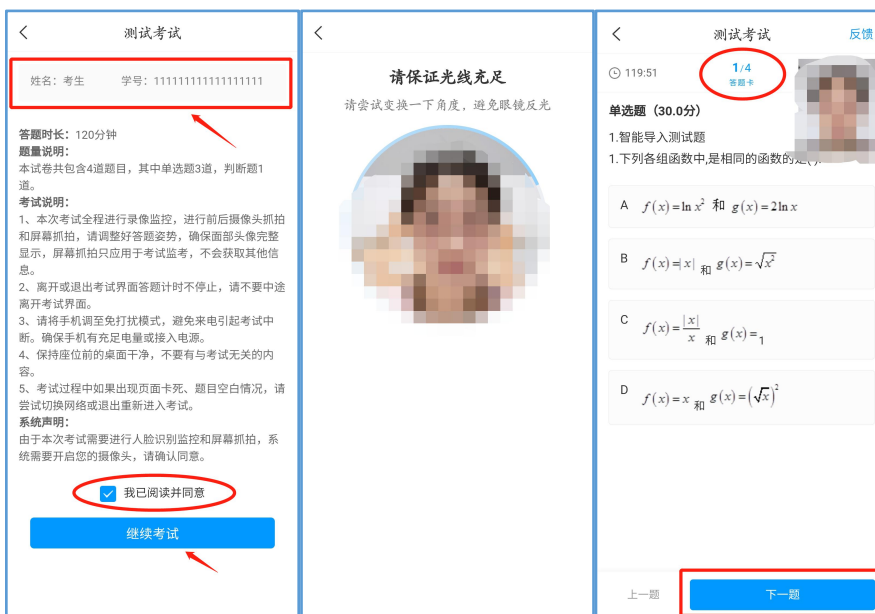 测试考试
姓名：考生 学号：111111111111111111
答题时长：120分钟
题量说明：
本试卷共包含4道题目，其中单选题3道，判断题1
道。
考试说明：
1、本次考试全程进行录像监控，进行前后摄像头抓拍
和屏幕抓拍，请调整好答题姿势，确保面部头像完整
显示，屏幕抓拍只应用于考试监考，不会获取其他信
息。
2、离开或退出考试界面答题计时不停止，请不要中途
离开考试界面。
3、请将手机调至免打扰模式，避免来电引起考试中
断。确保手机有充足电量或接入电源。
4、保持座位前的桌面干净，不要有与考试无关的内
容。
5、考试过程中如果出现页面卡死、题目空白情况，请
尝试切换网络或退出重新进入考试。
系统声明：
由于本次考试需要进行人脸识别监控和屏幕抓拍，系
统需要开启您的摄像头，请确认同意。
我已阅读并同意
继续考试
请保证光线充足
请尝试变换一下角度，避免眼镜反光
测试考试 反馈
119:51 1/4
答题卡
单选题（30.0分）
1.智能导入测试题
1.下列各组函数中,是相同的函数的是( ).
A f(x)=ln x² 和 g(x)=2ln x
B f(x)=|x| 和 g(x)=√x²
C f(x)=|x|/x 和 g(x)=1
D f(x)=x 和 g(x)=(√x)²
上一题 下一题